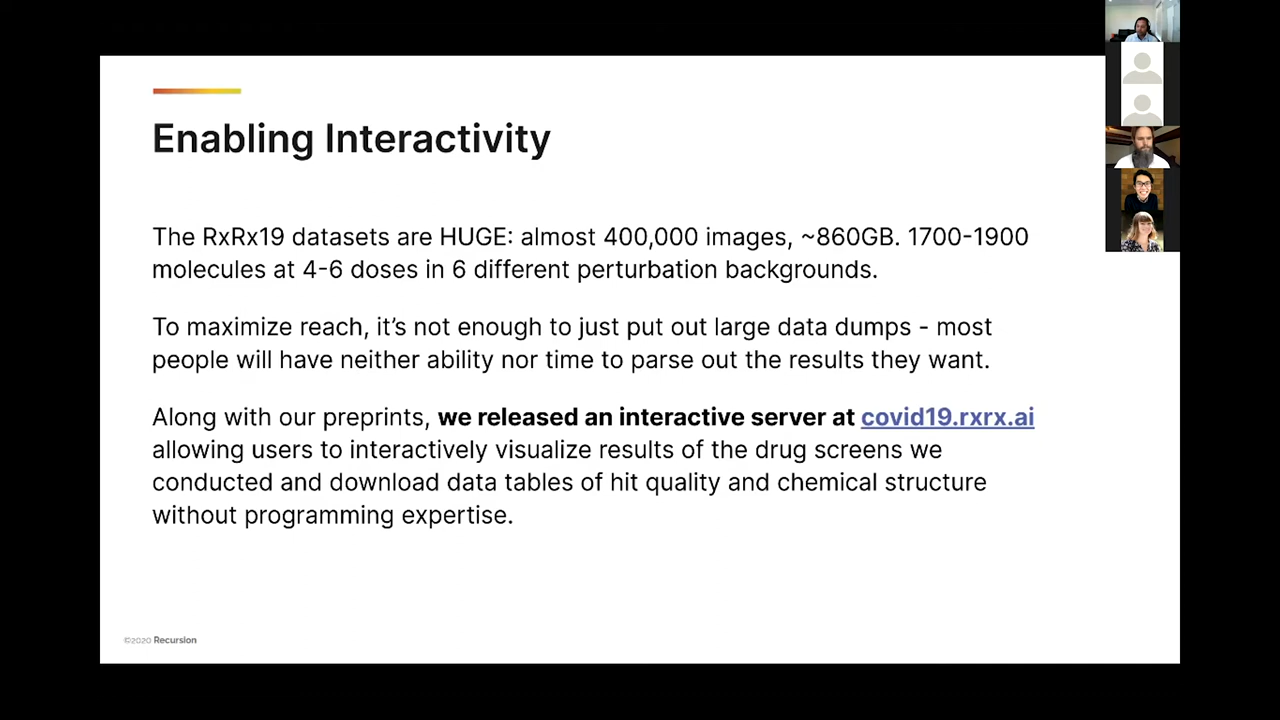 Enabling Interactivity
The RxRx19 datasets are HUGE: almost 400,000 images, ~860GB. 1700-1900
molecules at 4-6 doses in 6 different perturbation backgrounds.
To maximize reach, it’s not enough to just put out large data dumps - most
people will have neither ability nor time to parse out the results they want.
Along with our preprints, we released an interactive server at covid19.rxrx.ai
allowing users to interactively visualize results of the drug screens we
conducted and download data tables of hit quality and chemical structure
without programming expertise.
©2020 Recursion